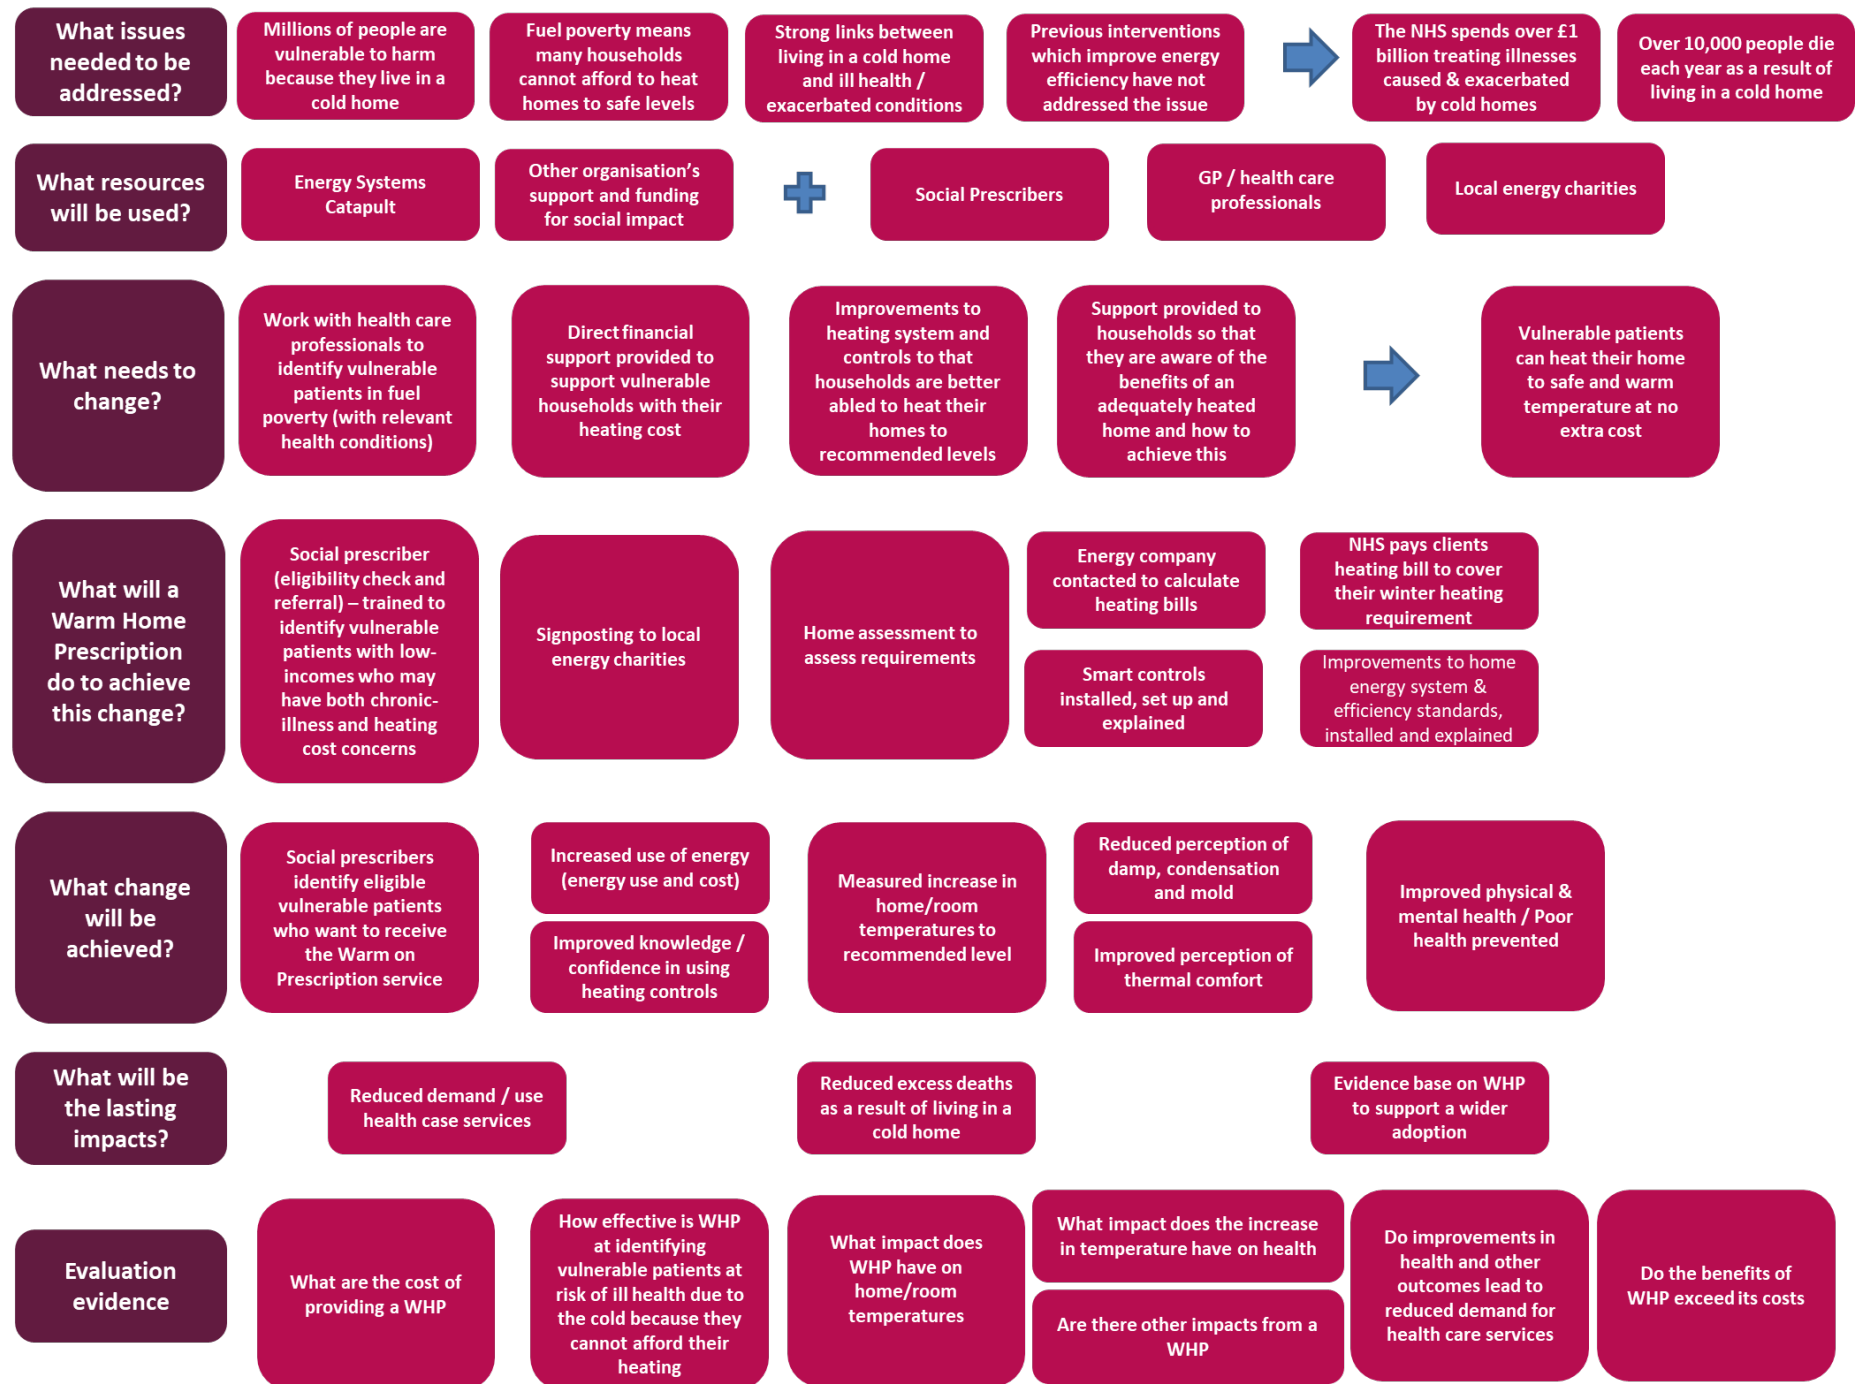 What issues
needed to be
addressed?
Millions of people are
vulnerable to harm
because they live in a
cold home
Fuel poverty means
many households
cannot afford to heat
homes to safe levels
Strong links between
living in a cold home
and ill health /
exacerbated conditions
Previous interventions
which improve energy
efficiency have not
addressed the issue
The NHS spends over £1
billion treating illnesses
caused & exacerbated
by cold homes
Over 10,000 people die
each year as a result of
living in a cold home
What resources
will be used?
Energy Systems
Catapult
Other organisation's
support and funding
for social impact
Social Prescribers
GP / health care
professionals
Local energy charities
What needs to
change?
Work with health care
professionals to
identify vulnerable
patients in fuel
poverty (with relevant
health conditions)
Direct financial
support provided to
support vulnerable
households with their
heating cost
Improvements to
heating system and
controls to that
households are better
abled to heat their
homes to
recommended levels
Support provided to
households so that
they are aware of the
benefits of an
adequately heated
home and how to
achieve this
Vulnerable patients
can heat their home
to safe and warm
temperature at no
extra cost
What will a
Warm Home
Prescription
do to achieve
this change?
Social prescriber
(eligibility check and
referral) – trained to
identify vulnerable
patients with low-
incomes who may
have both chronic-
illness and heating
cost concerns
Signposting to local
energy charities
Home assessment to
assess requirements
Energy company
contacted to calculate
heating bills
Smart controls
installed, set up and
explained
NHS pays clients
heating bill to cover
their winter heating
requirement
Improvements to home
energy system &
efficiency standards,
installed and explained
What change
will be
achieved?
Social prescribers
identify eligible
vulnerable patients
who want to receive
the Warm on
Prescription service
Increased use of energy
(energy use and cost)
Improved knowledge /
confidence in using
heating controls
Measured increase in
home/room
temperatures to
recommended level
Reduced perception of
damp, condensation
and mold
Improved perception of
thermal comfort
Improved physical &
mental health / Poor
health prevented
What will be
the lasting
impacts?
Reduced demand / use
health case services
Reduced excess deaths
as a result of living in a
cold home
Evidence base on WHP
to support a wider
adoption
Evaluation
evidence
What are the cost of
providing a WHP
How effective is WHP
at identifying
vulnerable patients at
risk of ill health due to
the cold because they
cannot afford their
heating
What impact does
WHP have on
home/room
temperatures
What impact does the increase
in temperature have on health
Are there other impacts from a
WHP
Do improvements in
health and other
outcomes lead to
reduced demand for
health care services
Do the benefits of
WHP exceed its costs